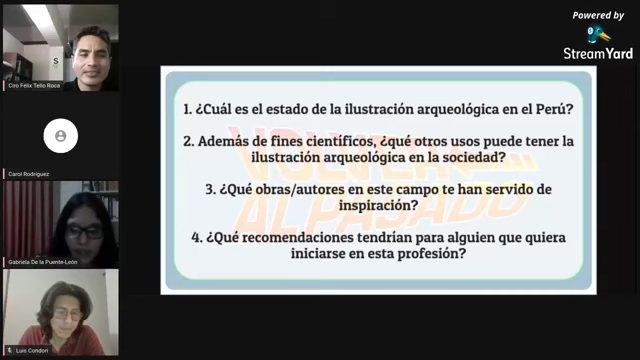 Powered by
StreamYard
S
Ciro Félix Tello Roca
Carol Rodríguez
Gabriela De la Puente-León
Luis Condori
VOLVER
AL PASADO
1. ¿Cuál es el estado de la ilustración arqueológica en el Perú?
2. Además de fines científicos, ¿qué otros usos puede tener la
ilustración arqueológica en la sociedad?
3. ¿Qué obras/autores en este campo te han servido de
inspiración?
4. ¿Qué recomendaciones tendrían para alguien que quiera
iniciarse en esta profesión?